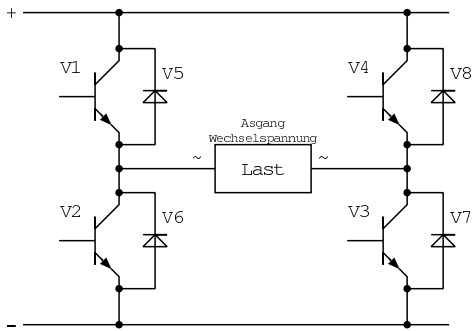 +
V1
V5
V4
V8
Asgang
Wechselspannung
~
Last
~
V2
V6
V3
V7
−